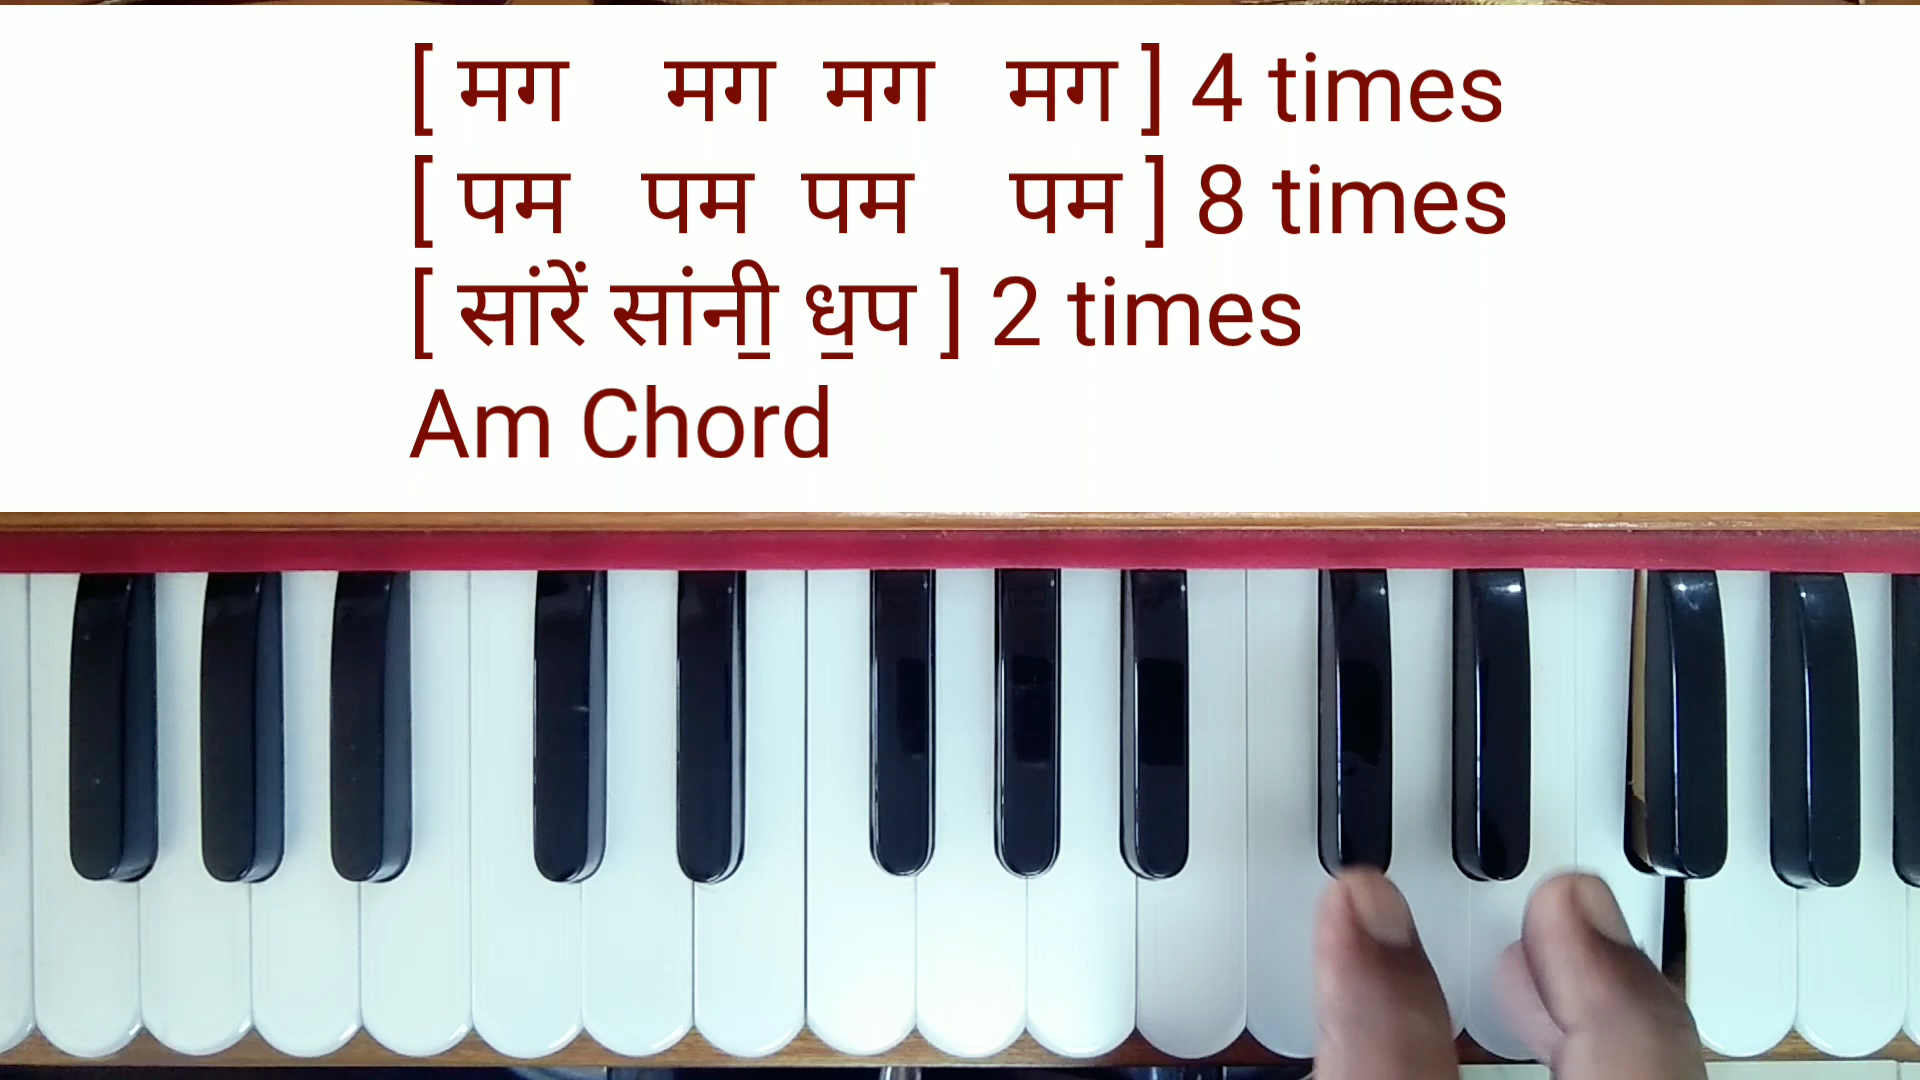 [ मग मग मग मग ] 4 times
[ पम पम पम पम ] 8 times
[ सांरें सांनी॒ ध॒प ] 2 times
Am Chord